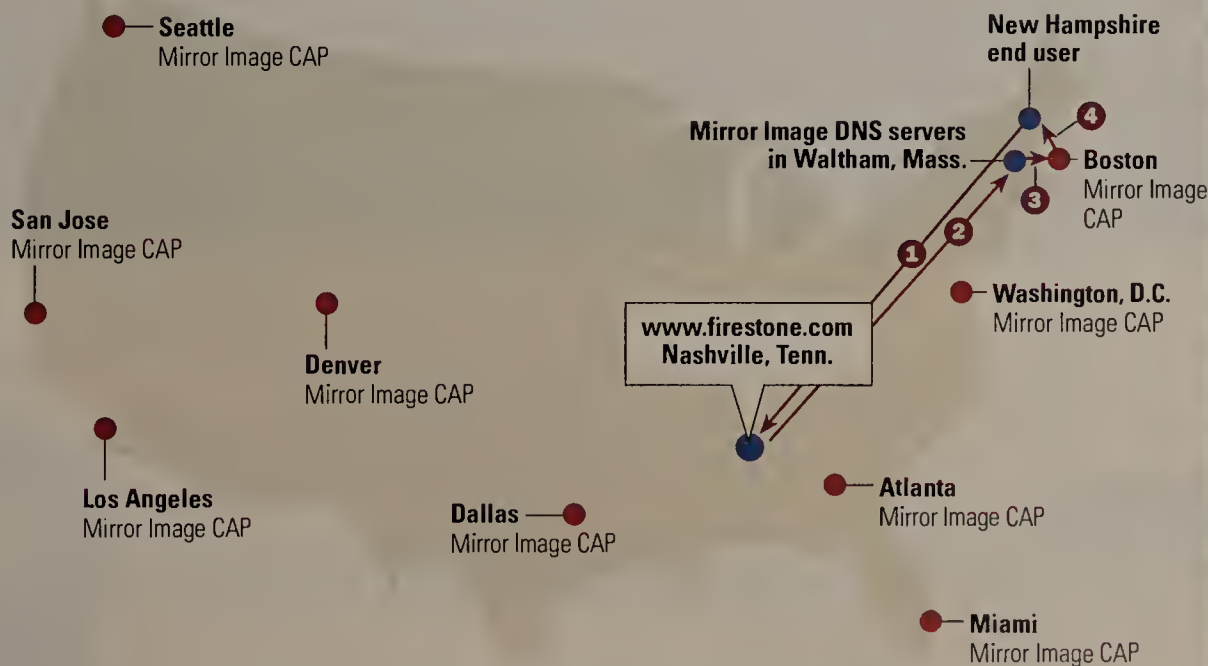 Seattle
Mirror Image CAP
New Hampshire
end user
4
Mirror Image DNS servers
in Waltham, Mass.
Boston
Mirror Image
CAP
3
San Jose
Mirror Image CAP
1
2
Washington, D.C.
Mirror Image CAP
www.firestone.com
Nashville, Tenn.
Denver
Mirror Image CAP
Los Angeles
Mirror Image CAP
Dallas
Mirror Image CAP
Atlanta
Mirror Image CAP
Miami
Mirror Image CAP